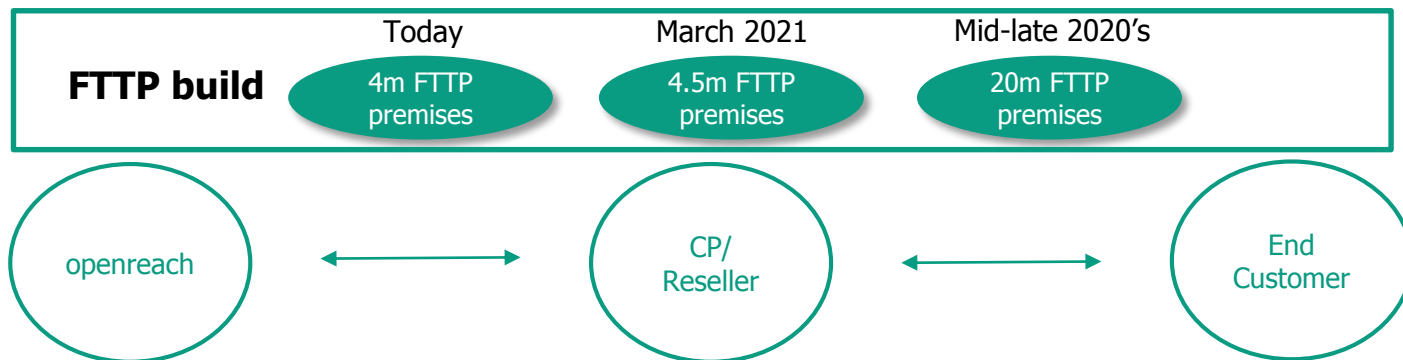 Today
March 2021
Mid-late 2020's
FTTP build
4m FTTP
premises
4.5m FTTP
premises
20m FTTP
premises
openreach
CP/
Reseller
End
Customer